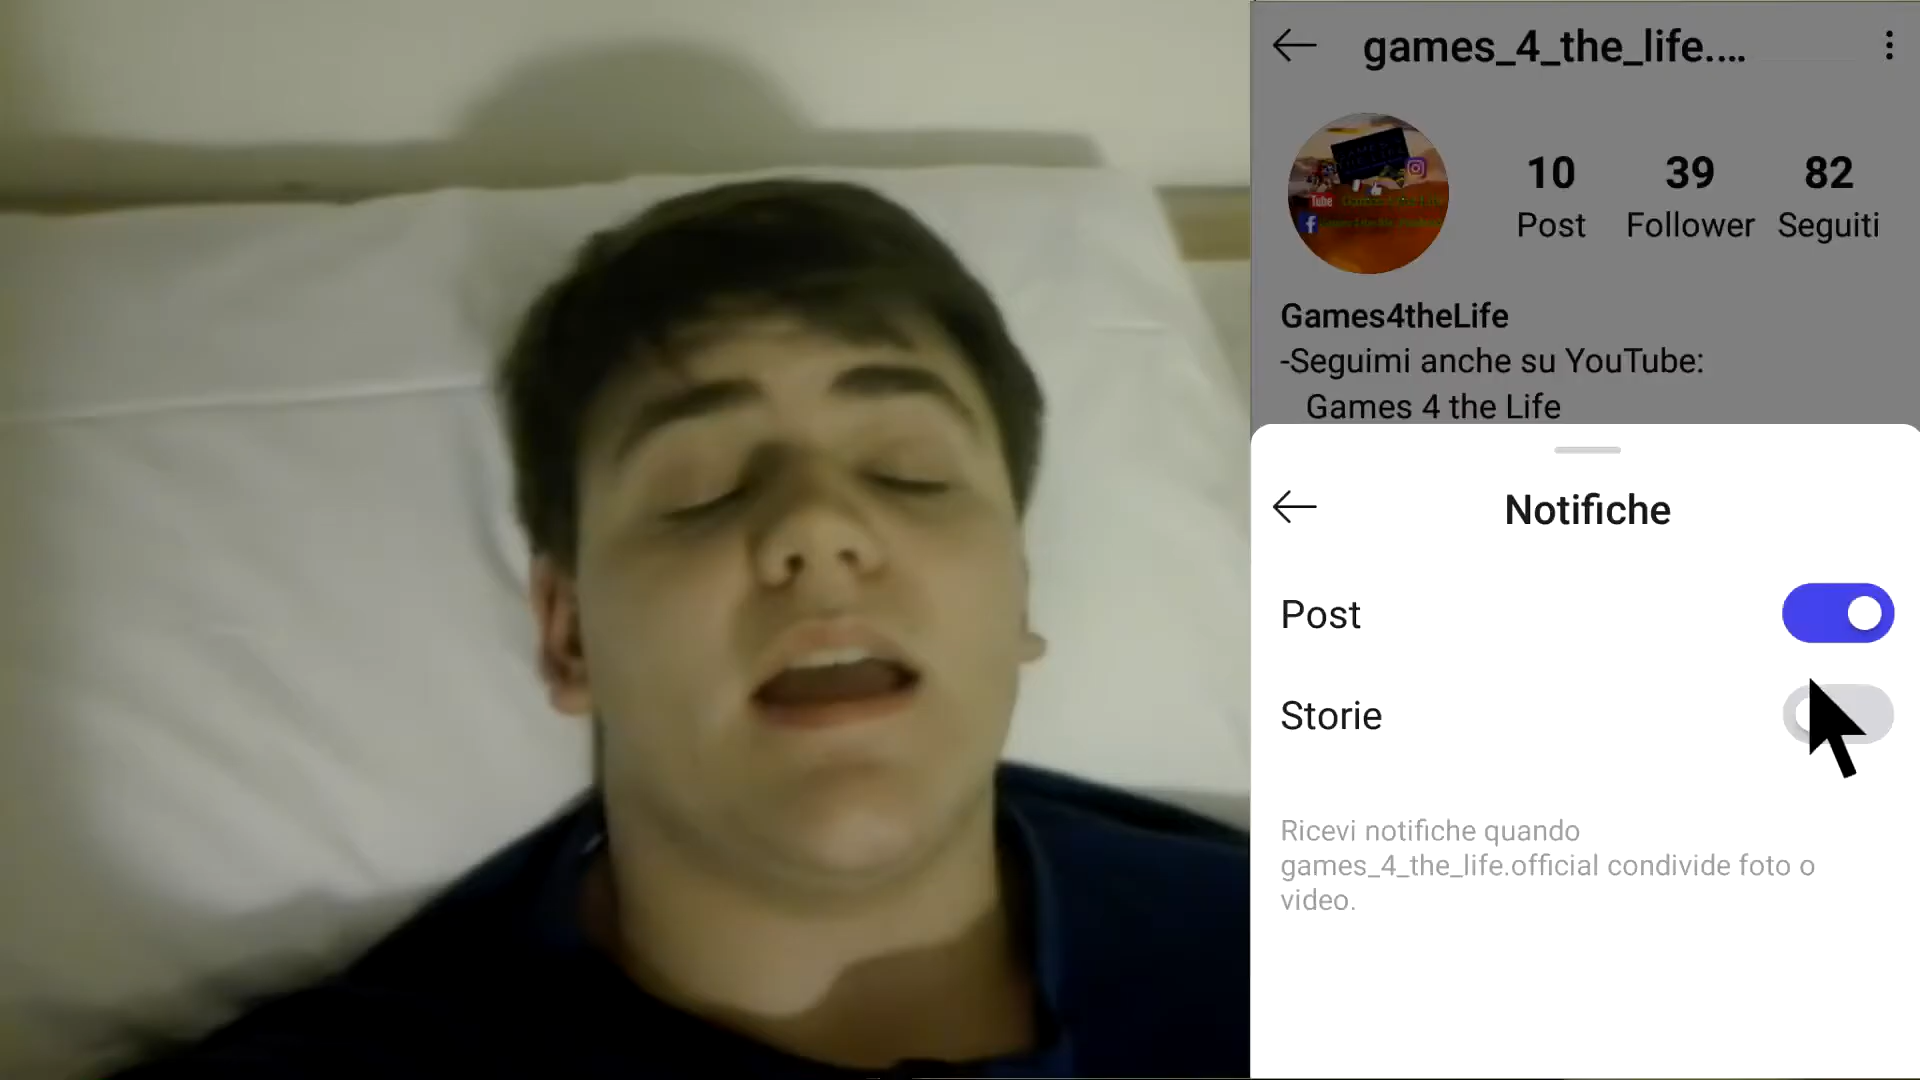 games_4_the_life....
10
39
82
Post
Follower
Seguiti
Games4theLife
-Seguimi anche su YouTube:
Games 4 the Life
Notifiche
Post
Storie
Ricevi notifiche quando
games_4_the_life.official condivide foto o
video.